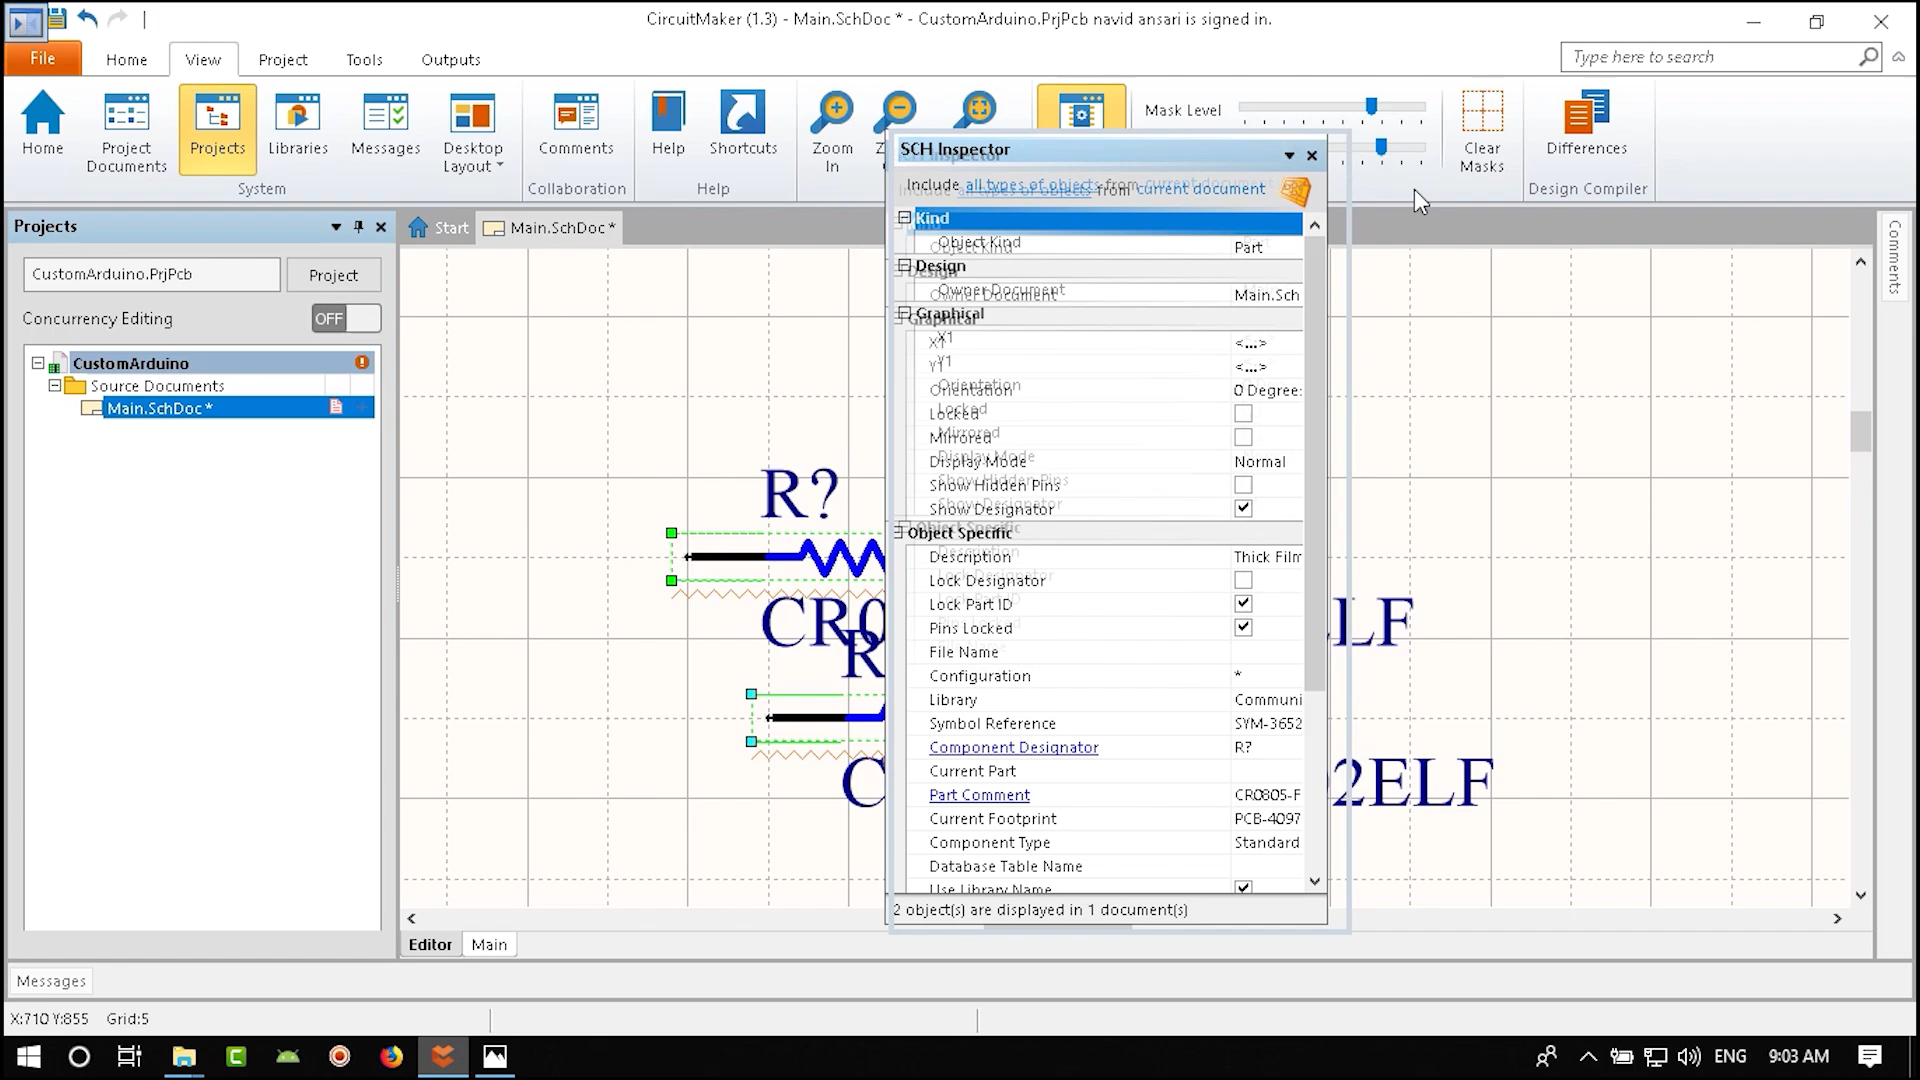 CircuitMaker (1.3) - Main.SchDoc * - CustomArduino.PrjPcb navid ansari is signed in.
File
Home
View
Project
Tools
Outputs
Type here to search
Home
Project Documents
Projects
Libraries
Messages
Desktop Layout
System
Comments
Collaboration
Help
Shortcuts
Help
Zoom In
Mask Level
Clear Masks
Differences
Design Compiler
Projects
CustomArduino.PrjPcb
Project
Concurrency Editing
OFF
CustomArduino
Source Documents
Main.SchDoc *
Start
Main.SchDoc *
Comments
R?
CR0
LF
R
C
02ELF
SCH Inspector
Include all types of objects from current document
Kind
Object Kind Part
Design
Owner Document Main.Sch
Graphical
X1 <...>
Y1 <...>
Orientation 0 Degree:
Locked
Mirrored
Display Mode Normal
Show Hidden Pins
Show Designator
Object Specific
Description Thick Film
Lock Designator
Lock Part ID
Pins Locked
File Name
Configuration *
Library Communi
Symbol Reference SYM-3652
Component Designator R?
Current Part
Part Comment CR0805-F
Current Footprint PCB-4097
Component Type Standard
Database Table Name
Use Library Name
2 object(s) are displayed in 1 document(s)
Editor
Main
Messages
X:710 Y:855 Grid:5
ENG
9:03 AM